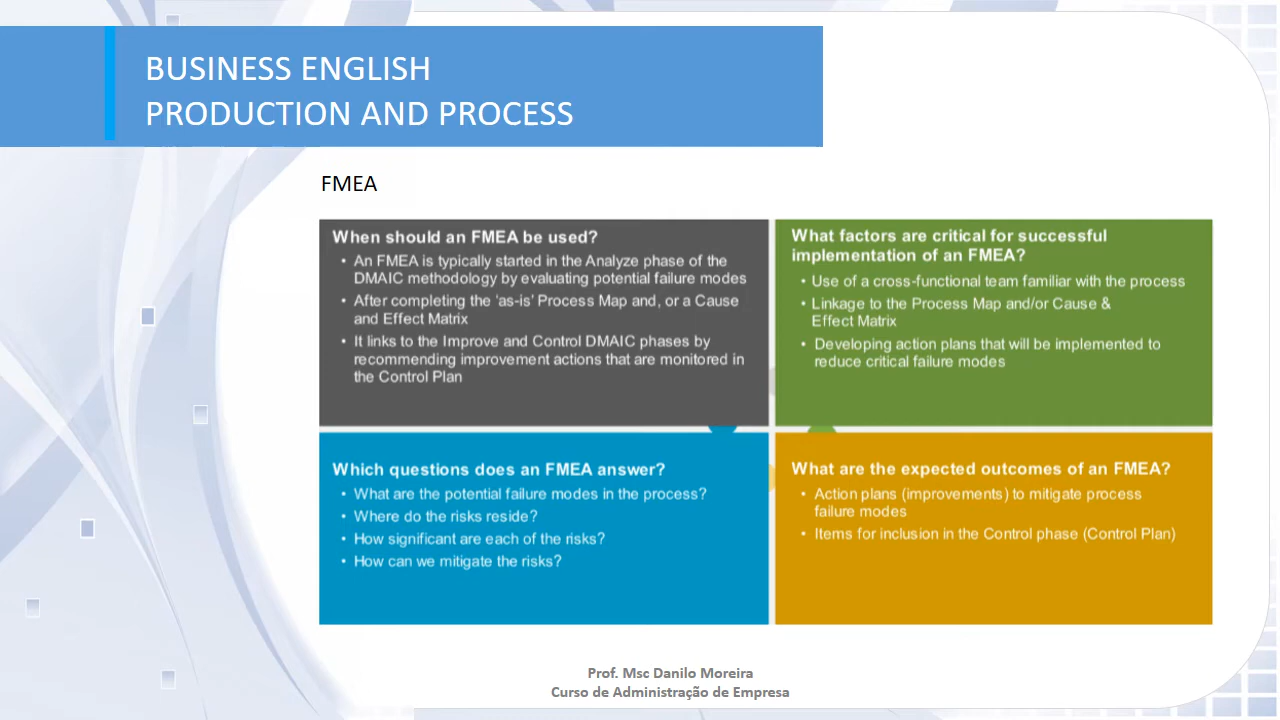 BUSINESS ENGLISH
PRODUCTION AND PROCESS
FMEA
When should an FMEA be used?
• An FMEA is typically started in the Analyze phase of the
DMAIC methodology by evaluating potential failure modes
• After completing the 'as-is' Process Map and, or a Cause
and Effect Matrix
• It links to the Improve and Control DMAIC phases by
recommending improvement actions that are monitored in
the Control Plan
What factors are critical for successful
implementation of an FMEA?
• Use of a cross-functional team familiar with the process
• Linkage to the Process Map and/or Cause &
Effect Matrix
• Developing action plans that will be implemented to
reduce critical failure modes
Which questions does an FMEA answer?
• What are the potential failure modes in the process?
• Where do the risks reside?
• How significant are each of the risks?
• How can we mitigate the risks?
What are the expected outcomes of an FMEA?
• Action plans (improvements) to mitigate process
failure modes
• Items for inclusion in the Control phase (Control Plan)
Prof. Msc Danilo Moreira
Curso de Administração de Empresa